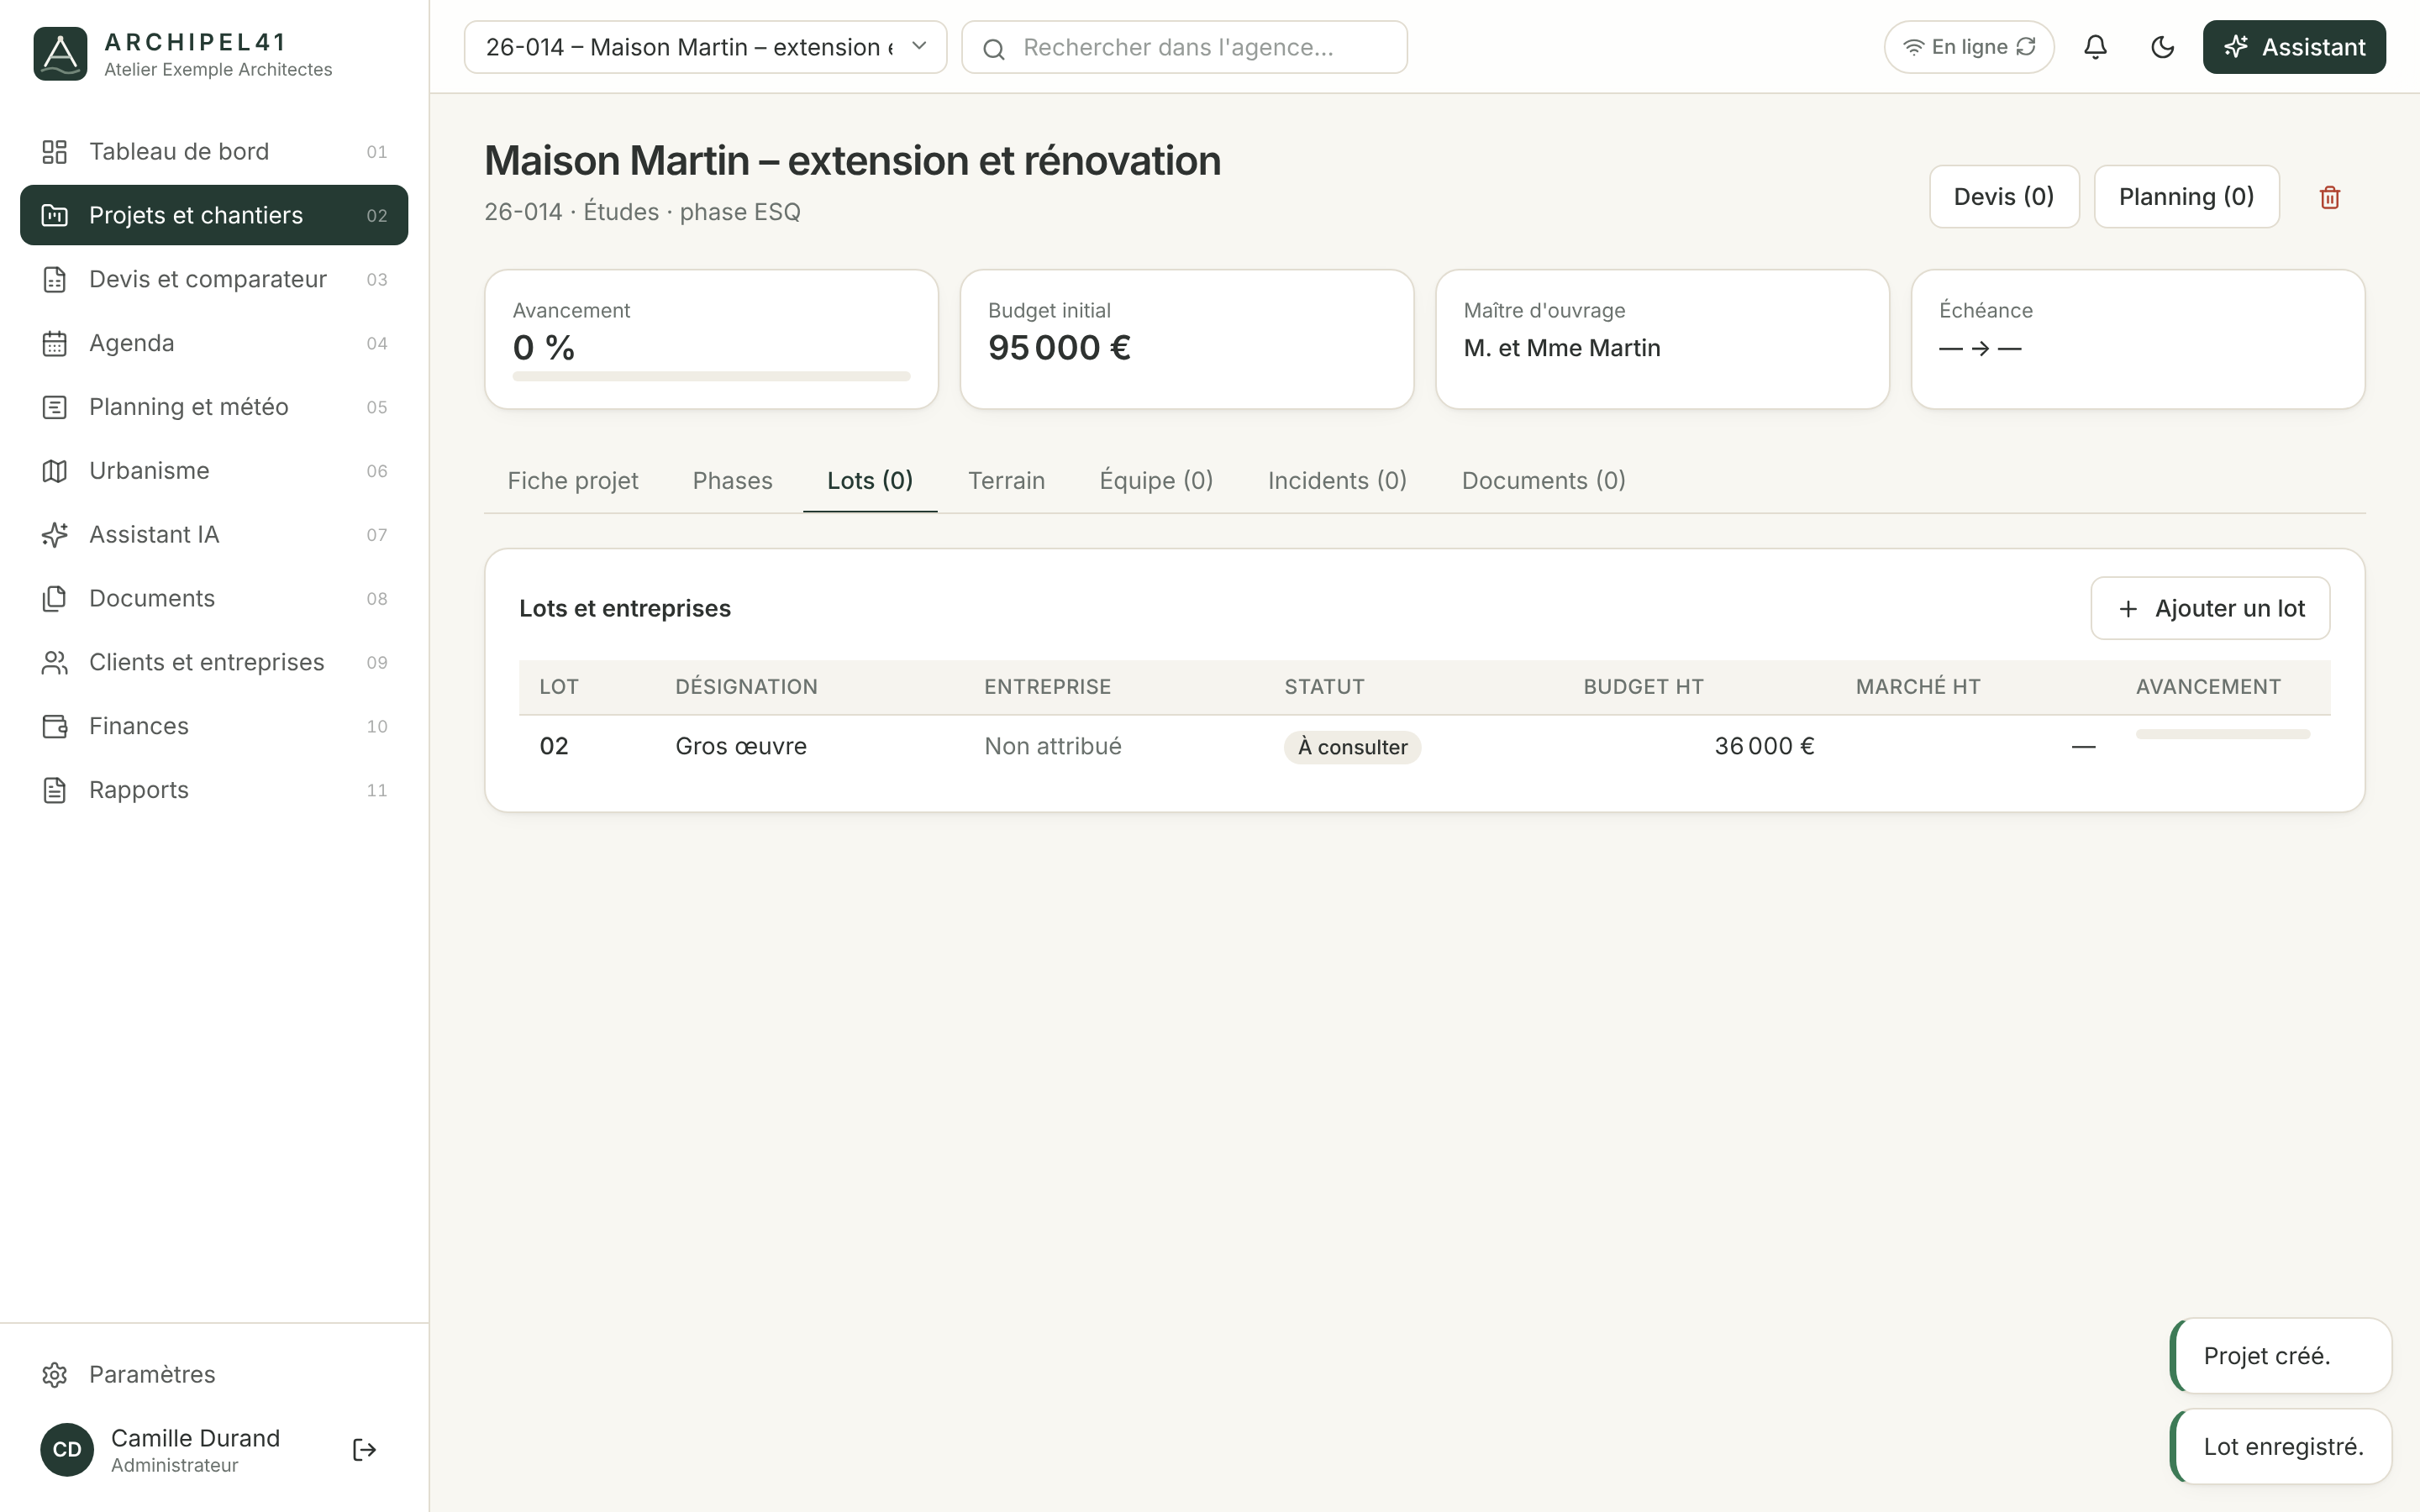 ARCHIPEL41
Atelier Exemple Architectes
Tableau de bord 01
Projets et chantiers 02
Devis et comparateur 03
Agenda 04
Planning et météo 05
Urbanisme 06
Assistant IA 07
Documents 08
Clients et entreprises 09
Finances 10
Rapports 11
Paramètres
CD
Camille Durand
Administrateur
26-014 – Maison Martin – extension e
Rechercher dans l'agence...
En ligne
Assistant
Maison Martin – extension et rénovation
26-014 · Études · phase ESQ
Devis (0)
Planning (0)
Avancement
0 %
Budget initial
95 000 €
Maître d'ouvrage
M. et Mme Martin
Échéance
— → —
Fiche projet
Phases
Lots (0)
Terrain
Équipe (0)
Incidents (0)
Documents (0)
Lots et entreprises
+ Ajouter un lot
LOT DÉSIGNATION ENTREPRISE STATUT BUDGET HT MARCHÉ HT AVANCEMENT
02 Gros œuvre Non attribué À consulter 36 000 € —
Projet créé.
Lot enregistré.